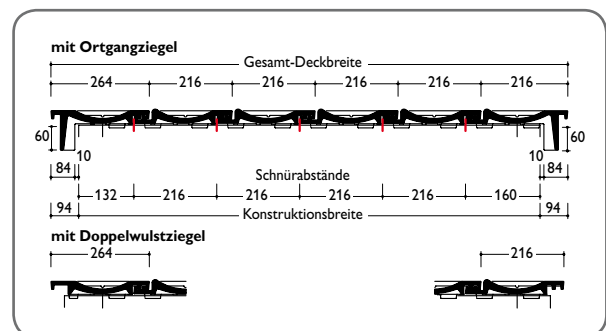 mit Ortgangziegel
Gesamt-Deckbreite
264 216 216 216 216 216
60 60
10 10
84 84
Schnürabstände
132 216 216 216 216 160
94 Konstruktionsbreite 94
mit Doppelwulstziegel
264 216